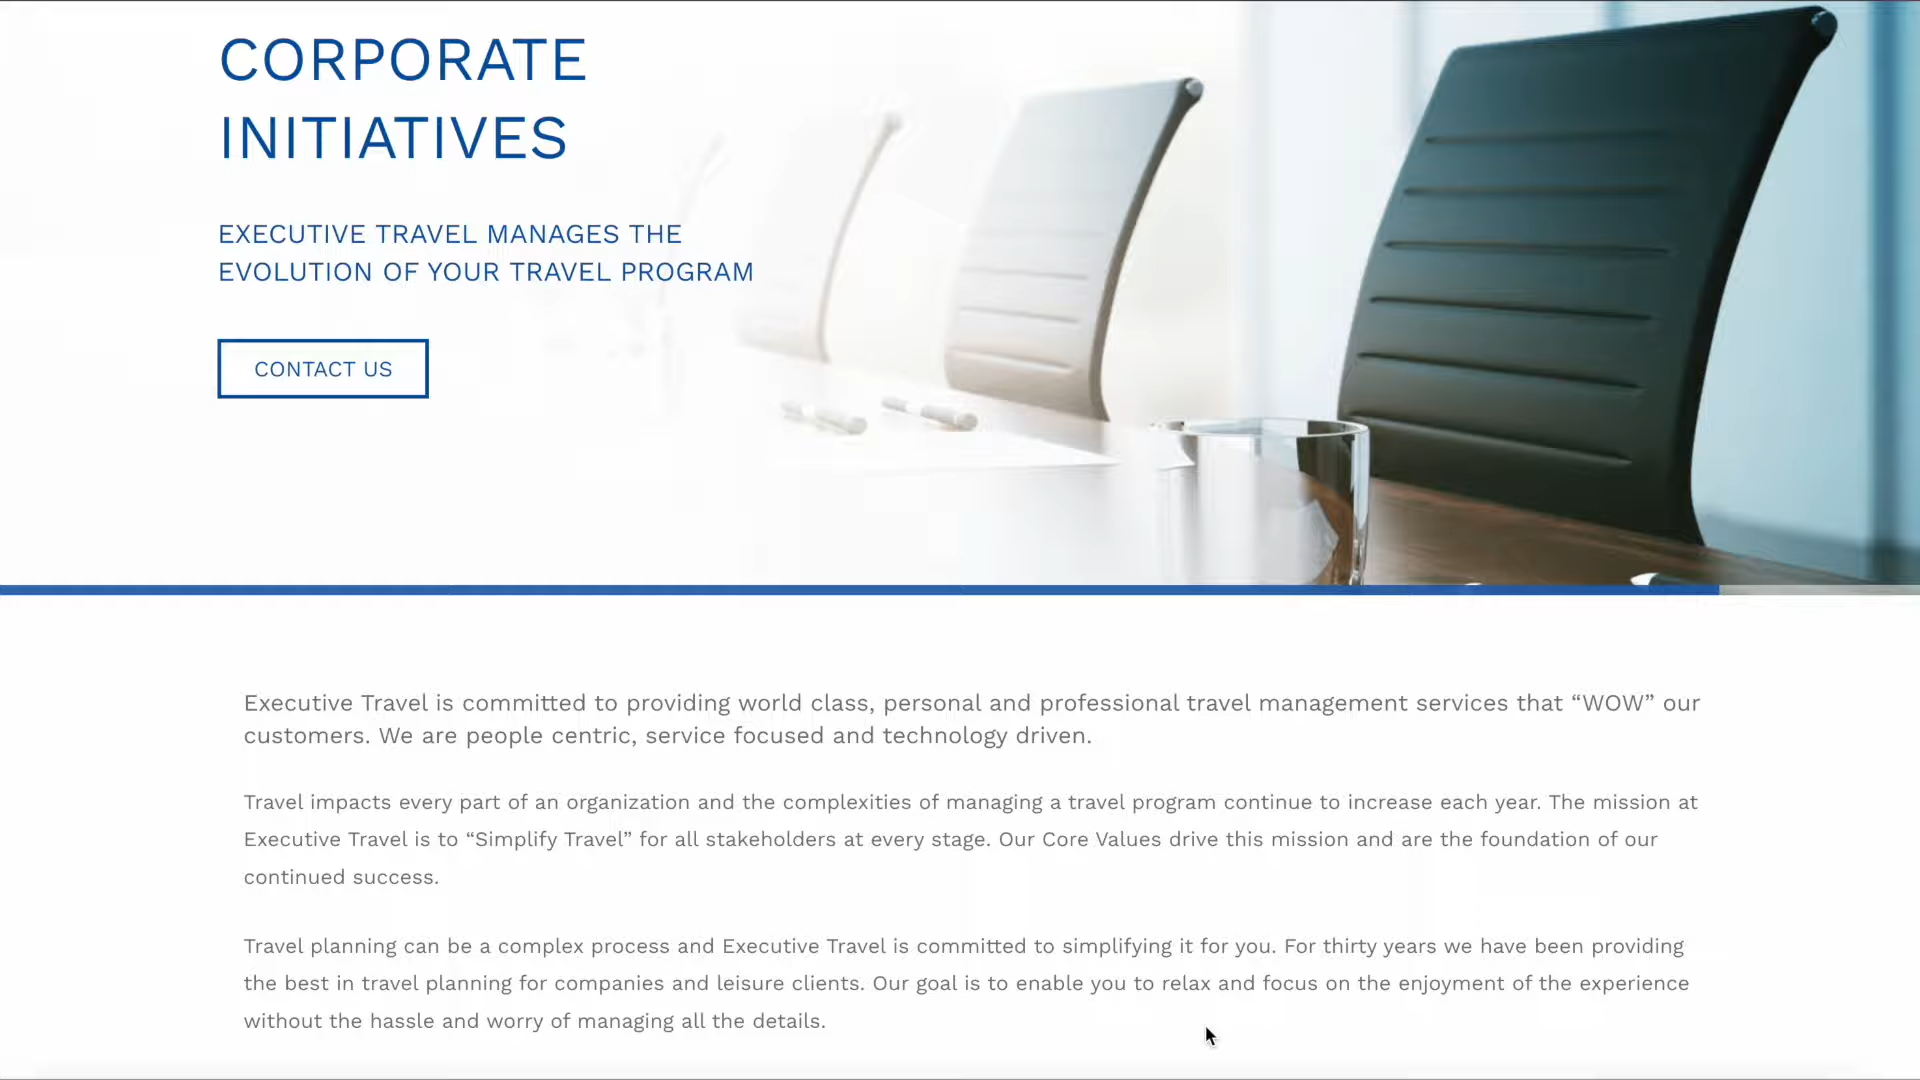 CORPORATE
INITIATIVES
EXECUTIVE TRAVEL MANAGES THE
EVOLUTION OF YOUR TRAVEL PROGRAM
CONTACT US
Executive Travel is committed to providing world class, personal and professional travel management services that “WOW” our
customers. We are people centric, service focused and technology driven.
Travel impacts every part of an organization and the complexities of managing a travel program continue to increase each year. The mission at
Executive Travel is to “Simplify Travel” for all stakeholders at every stage. Our Core Values drive this mission and are the foundation of our
continued success.
Travel planning can be a complex process and Executive Travel is committed to simplifying it for you. For thirty years we have been providing
the best in travel planning for companies and leisure clients. Our goal is to enable you to relax and focus on the enjoyment of the experience
without the hassle and worry of managing all the details.